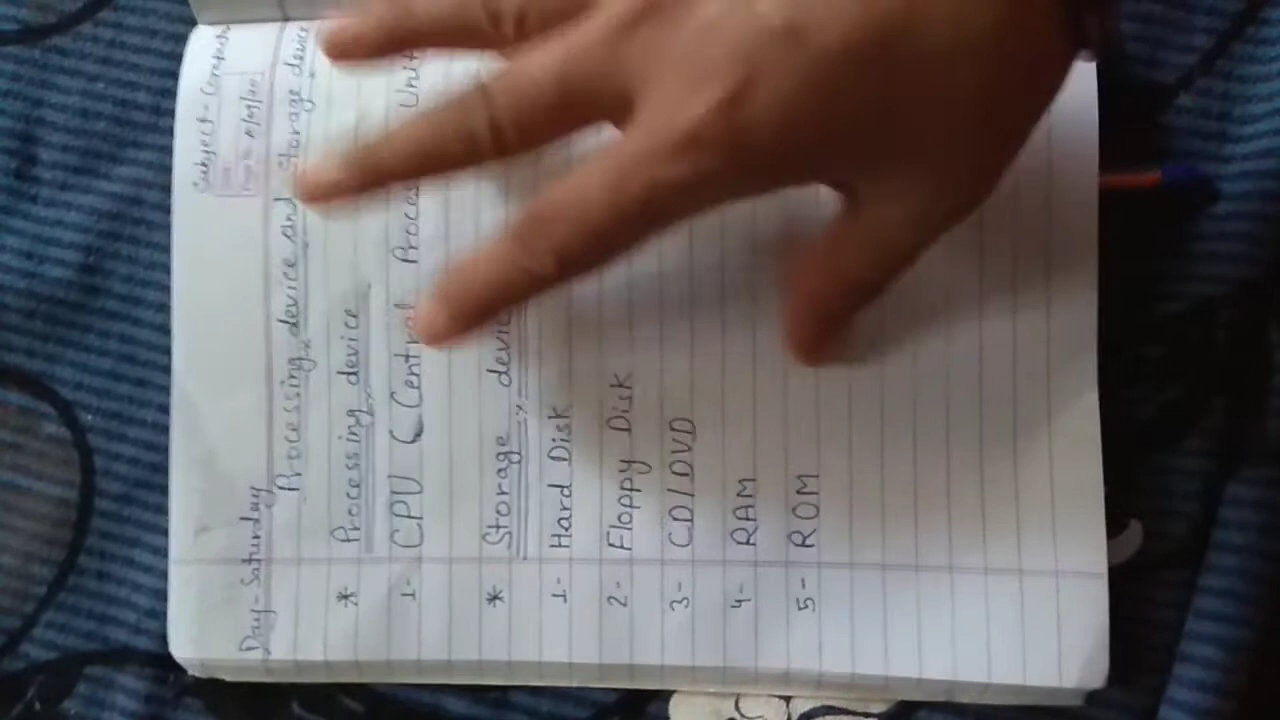 Subject - Computer
Day - Saturday
Processing device and Storage device
* Processing device
1- CPU (Central Process Unit
* Storage devic
1- Hard Disk
2- Floppy Disk
3- CD/DVD
4- RAM
5- ROM